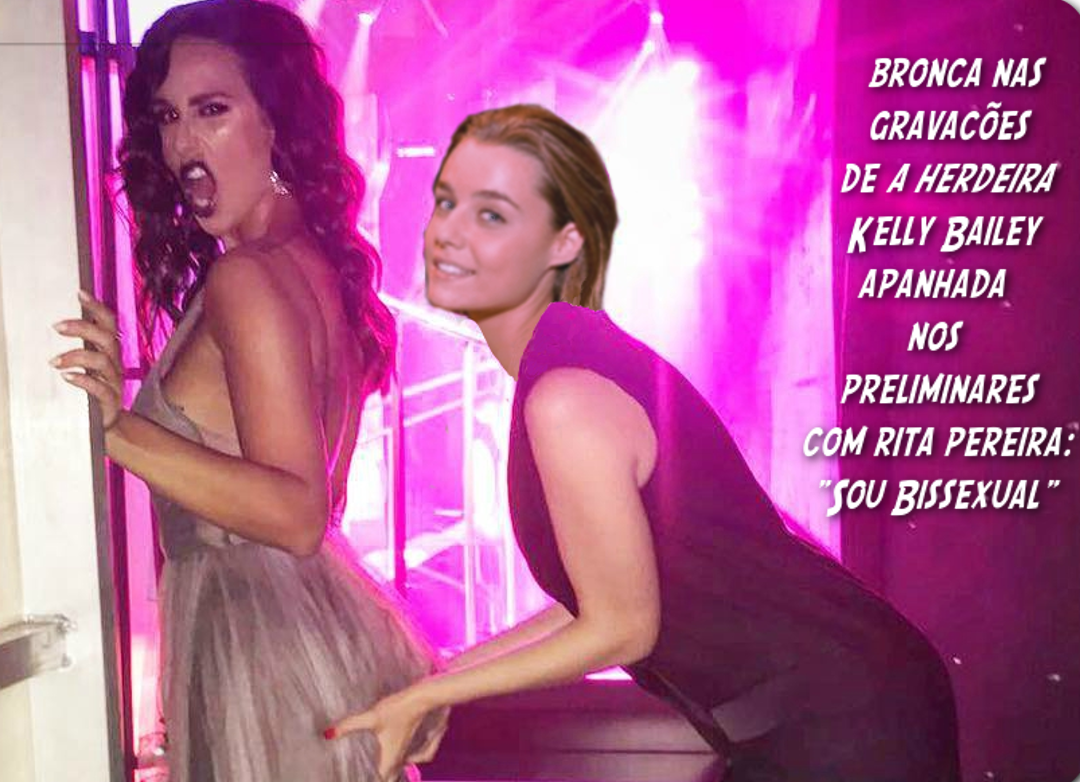 BRONCA NAS
GRAVACÕES
DE A HERDEIRA
KELLY BAILEY
APANHADA
NOS
PRELIMINARES
COM RITA PEREIRA:
"SOU BISSEXUAL"